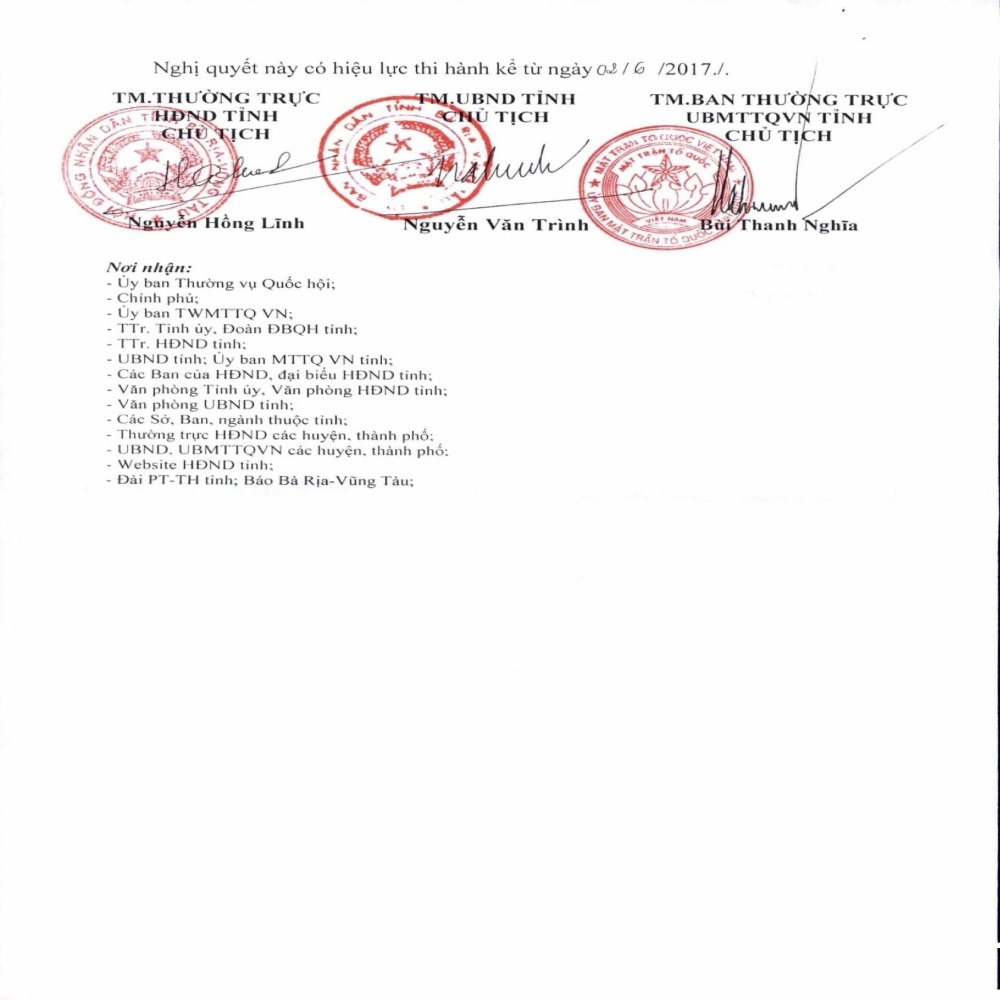 Nghị quyết này có hiệu lực thi hành kể từ ngày 02/6 /2017./.
TM.THƯỜNG TRỰC
HĐND TỈNH
CHỦ TỊCH
Nguyễn Hồng Lĩnh
TM.UBND TỈNH
CHỦ TỊCH
Nguyễn Văn Trình
TM.BAN THƯỜNG TRỰC
UBMTTQVN TỈNH
CHỦ TỊCH
MẶT TRẬN TỔ QUỐC
VIỆT NAM
Bùi Thanh Nghĩa
Nơi nhận:
- Ủy ban Thường vụ Quốc hội;
- Chính phủ;
- Ủy ban TWMTTQ VN;
- TTr. Tỉnh ủy, Đoàn ĐBQH tỉnh;
- TTr. HĐND tỉnh;
- UBND tỉnh; Ủy ban MTTQ VN tỉnh;
- Các Ban của HĐND, đại biểu HĐND tỉnh;
- Văn phòng Tỉnh ủy, Văn phòng HĐND tỉnh;
- Văn phòng UBND tỉnh;
- Các Sở, Ban, ngành thuộc tỉnh;
- Thường trực HĐND các huyện, thành phố;
- UBND, UBMTTQVN các huyện, thành phố;
- Website HĐND tỉnh;
- Đài PT-TH tỉnh; Báo Bà Rịa-Vũng Tàu;